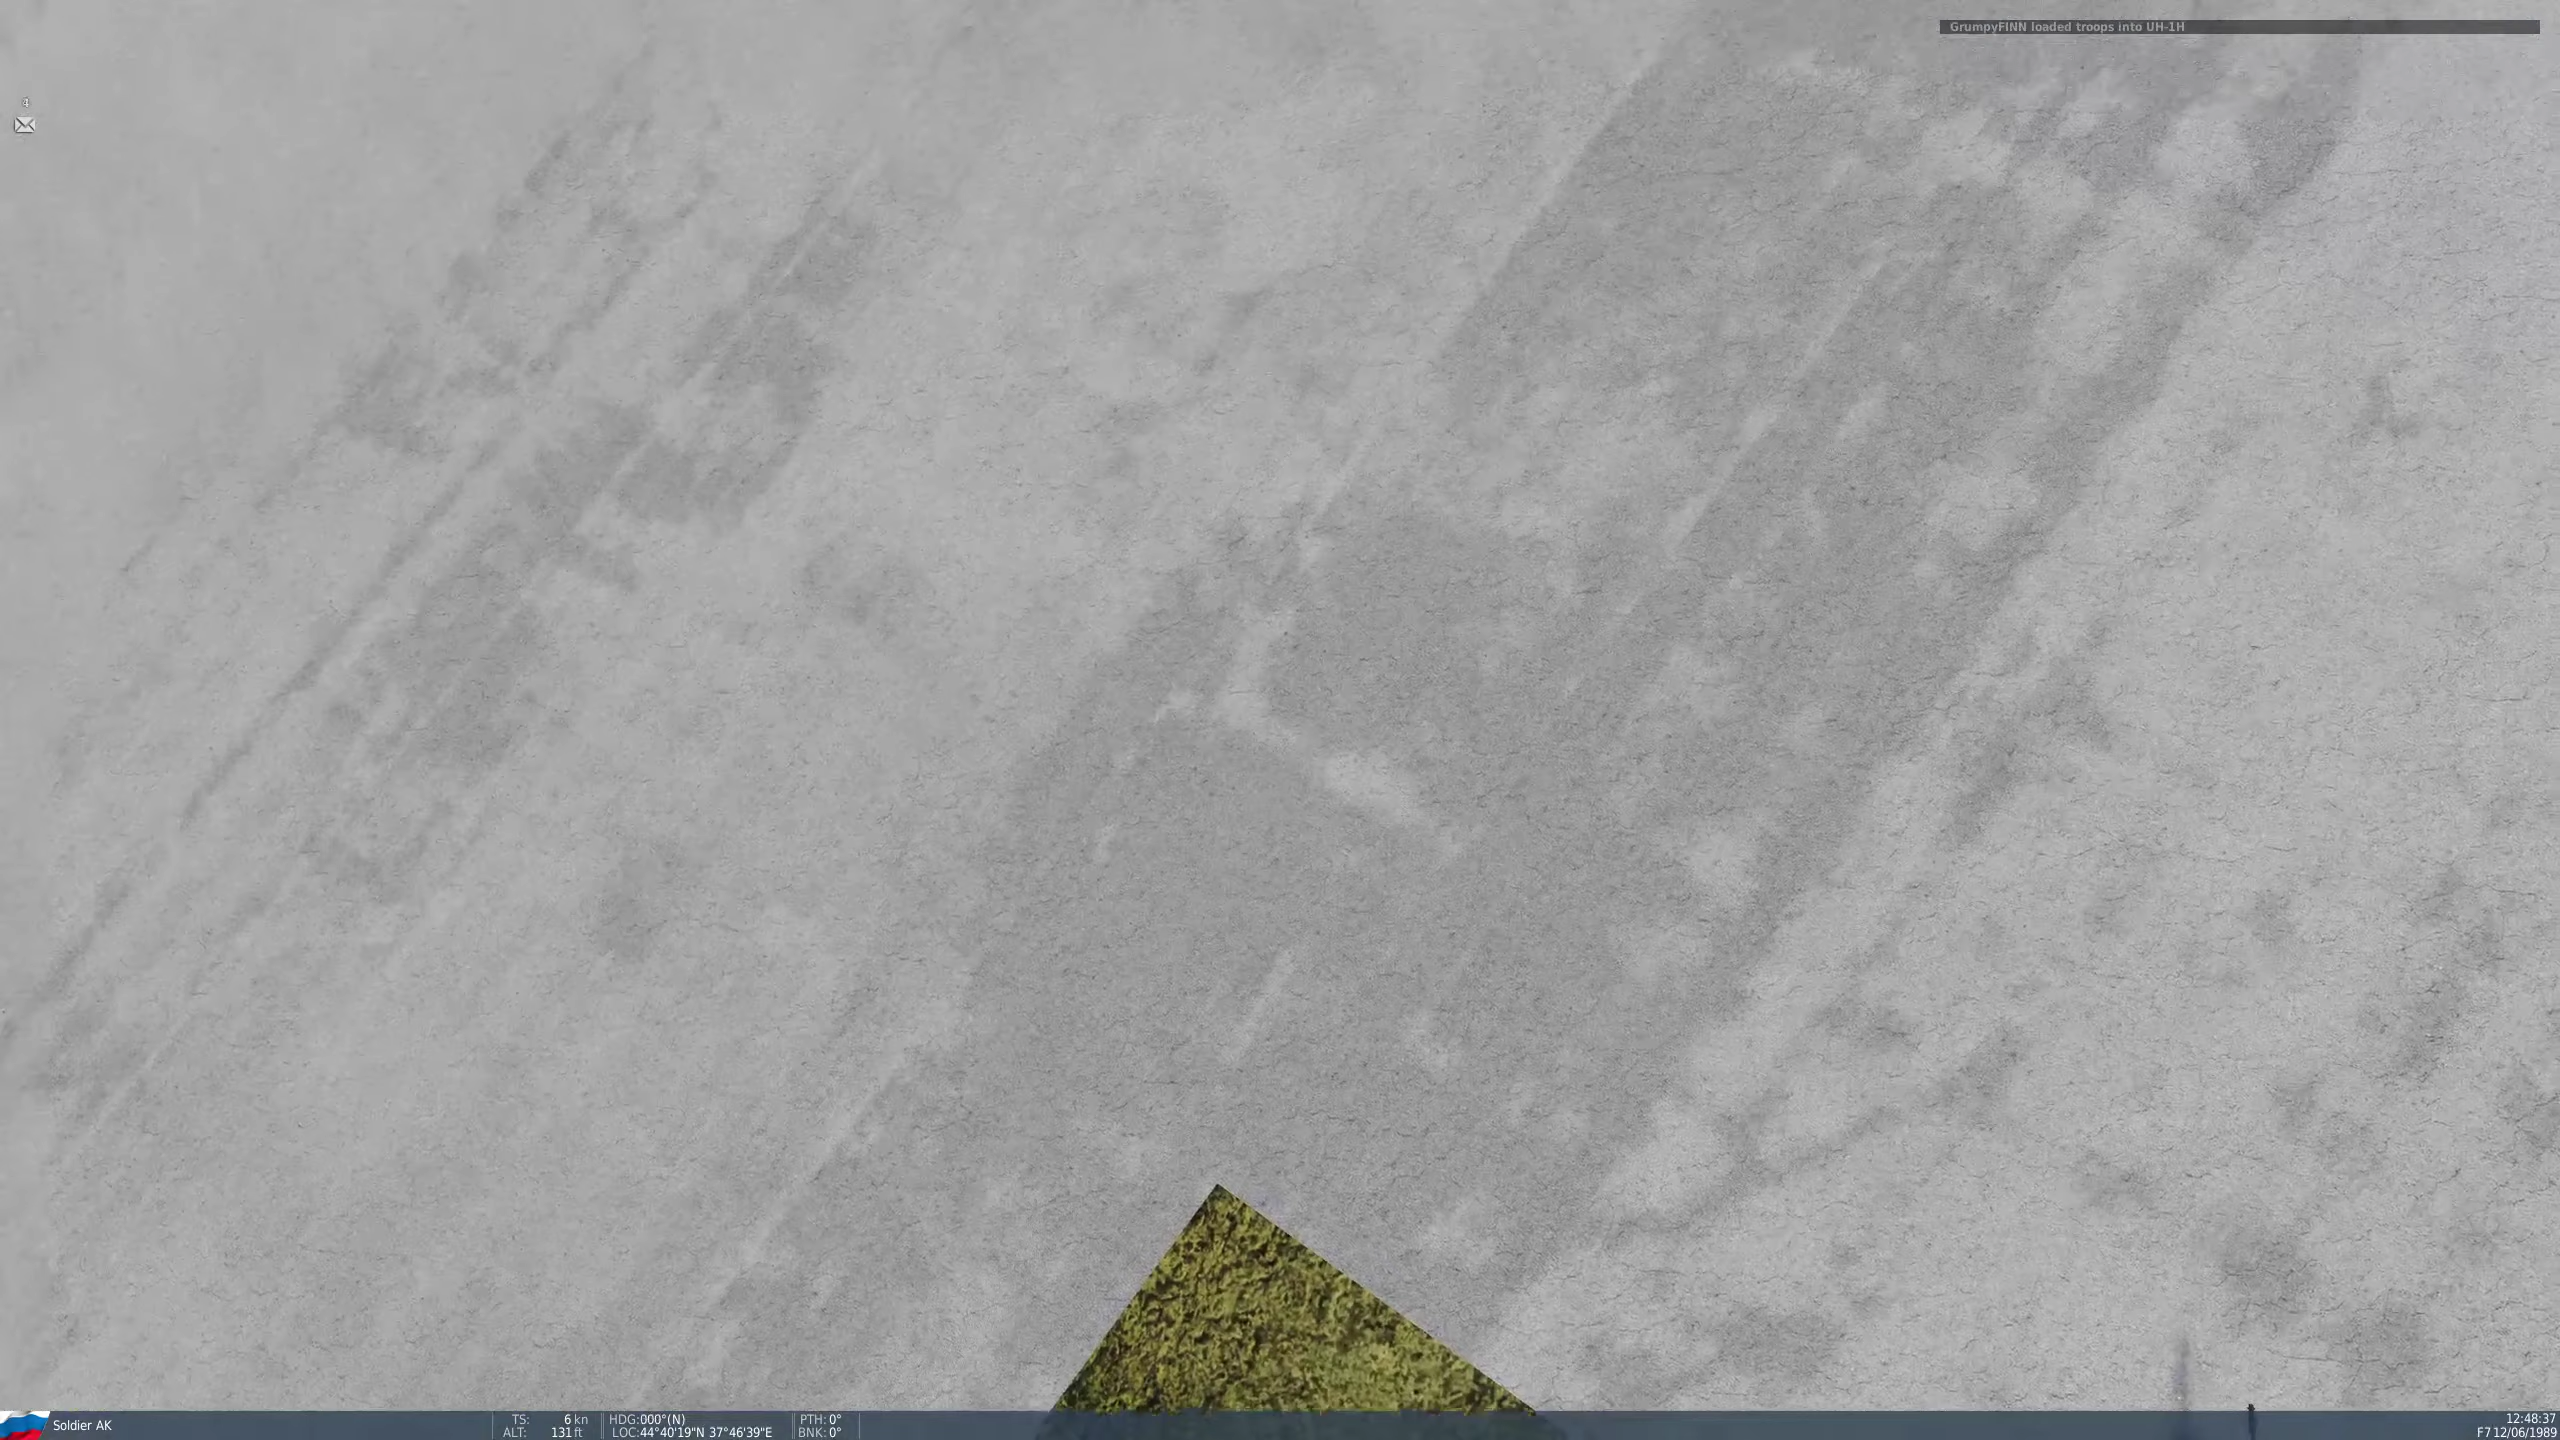 GrumpyFINN loaded troops into UH-1H
4
Soldier AK
TS: 6 kn
ALT: 131 ft
HDG:000°(N)
LOC:44°40'19"N 37°46'39"E
PTH: 0°
BNK: 0°
12:48:37
F7 12/06/1989